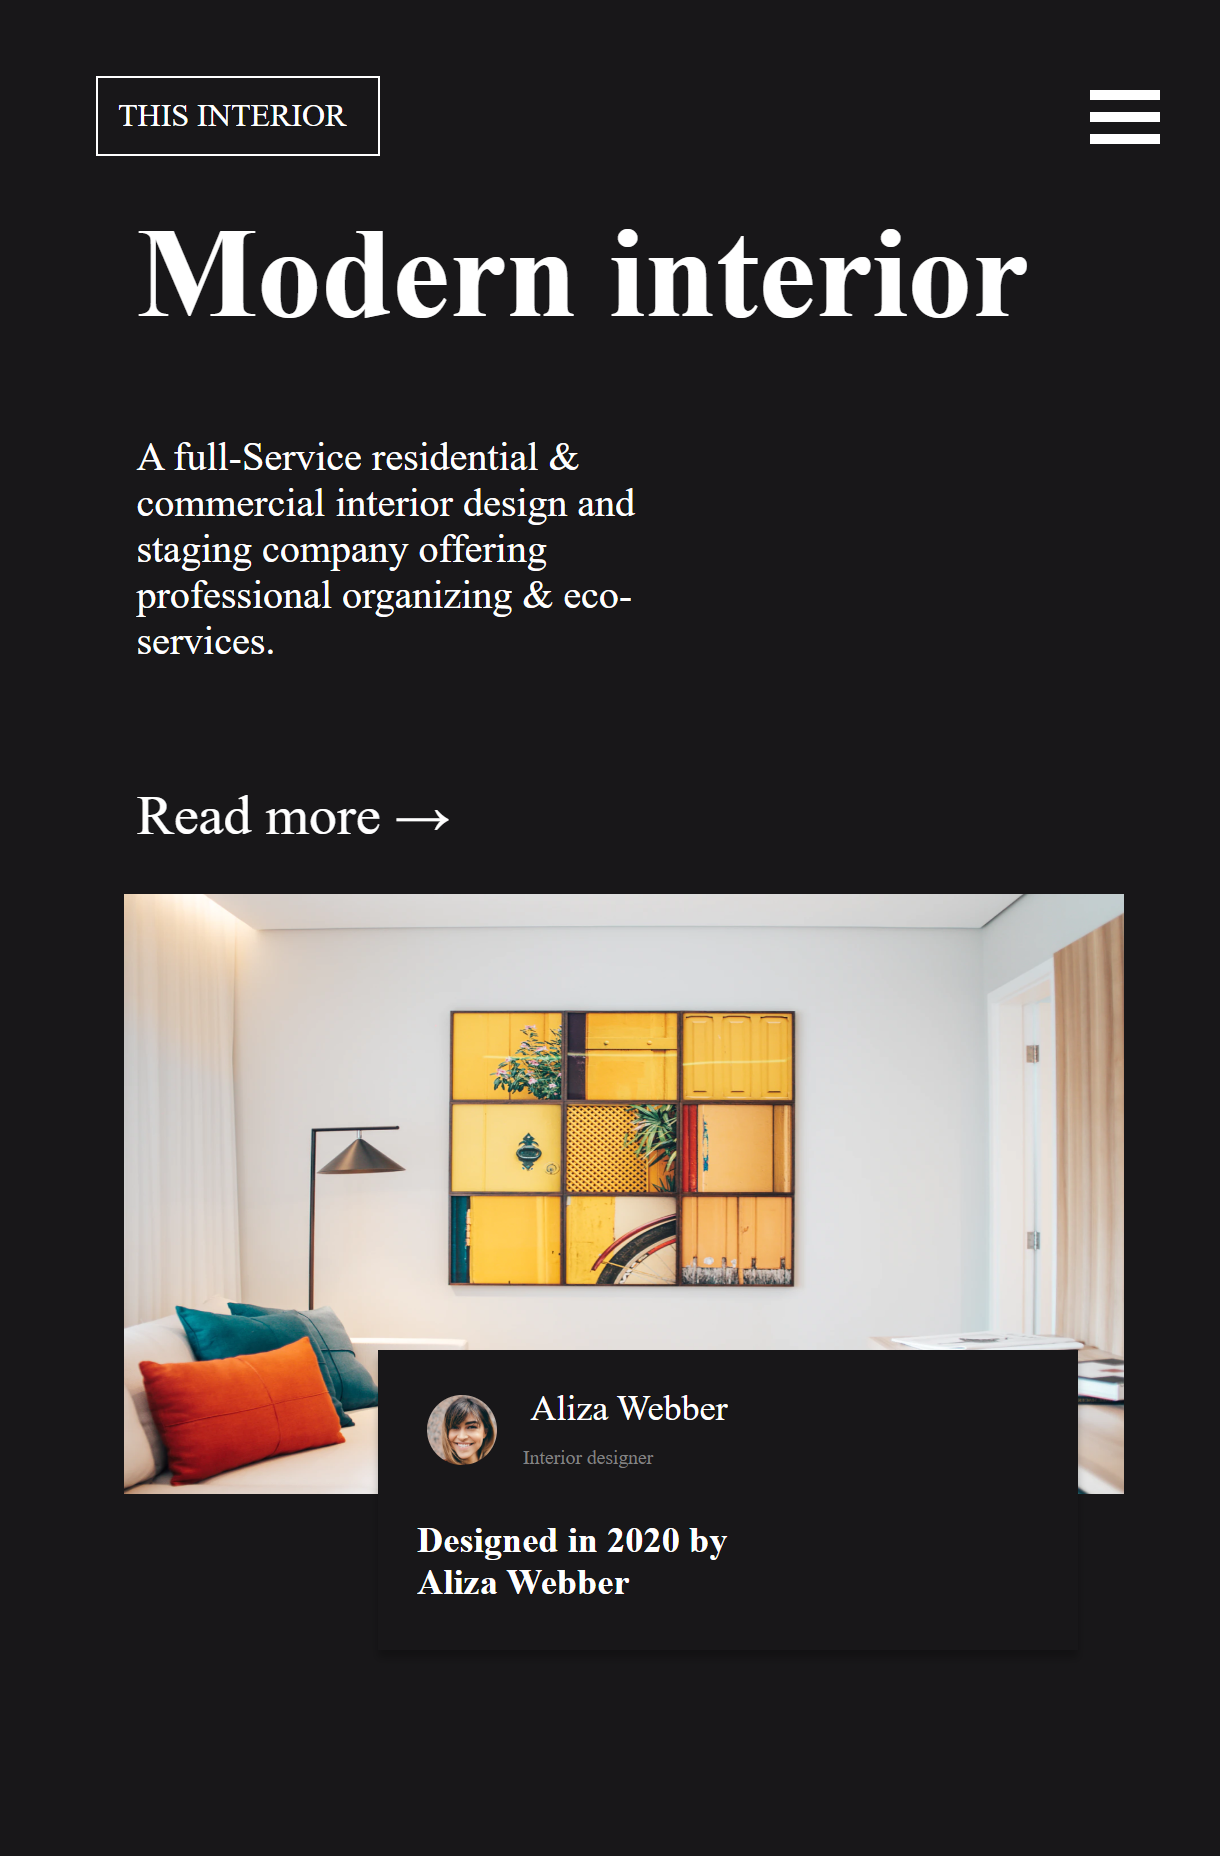 THIS INTERIOR
Modern interior
A full-Service residential &
commercial interior design and
staging company offering
professional organizing & eco-
services.
Read more →
Aliza Webber
Interior designer
Designed in 2020 by
Aliza Webber